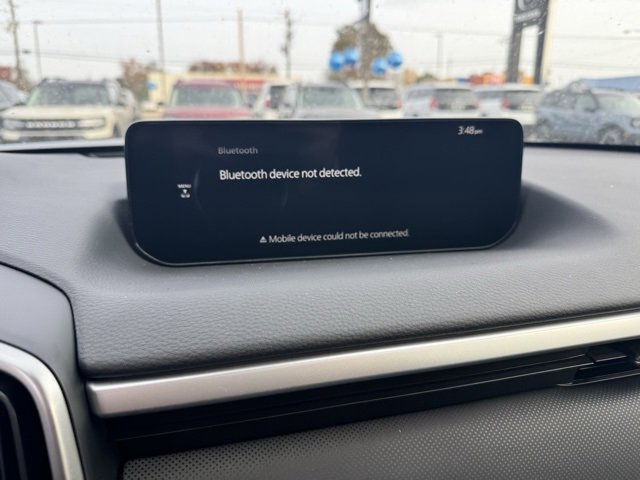 3:48pm
Bluetooth
Bluetooth device not detected.
MENU
Mobile device could not be connected.